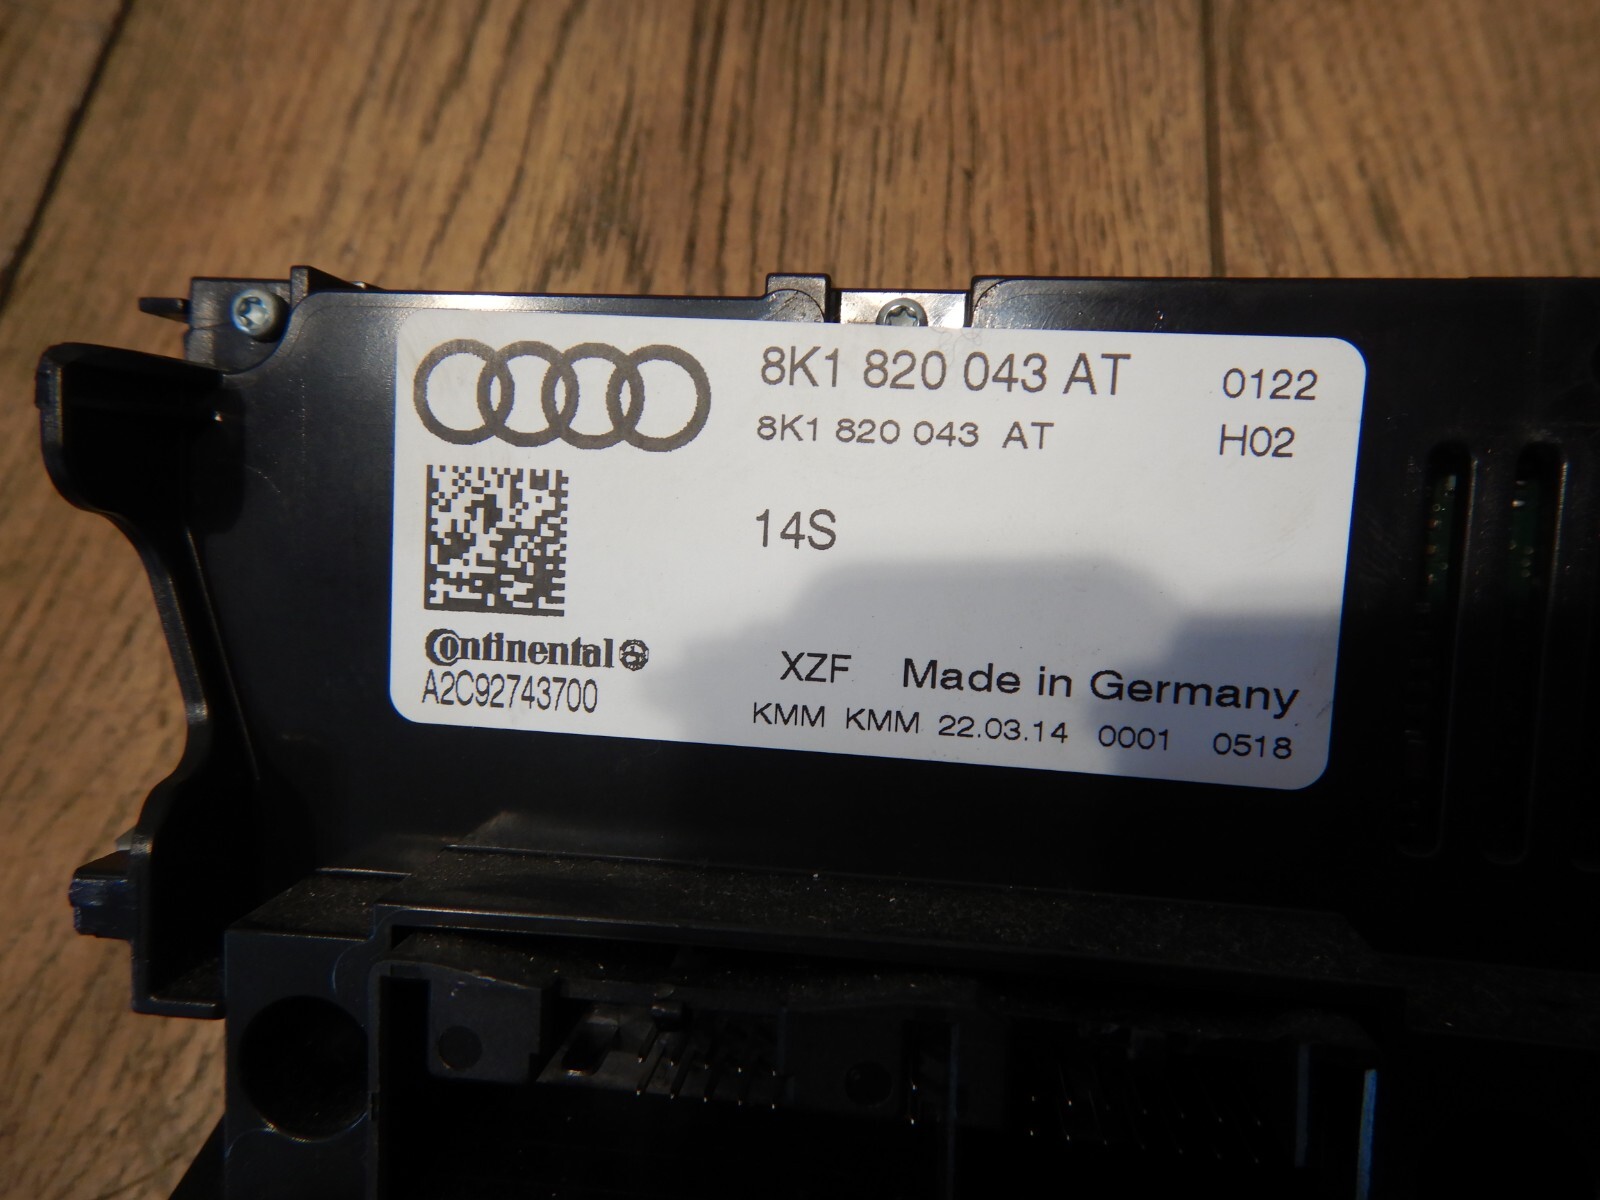 8K1 820 043 AT 0122
8K1 820 043 AT H02
14S
Continental
A2C92743700
XZF Made in Germany
KMM KMM 22.03.14 0001 0518